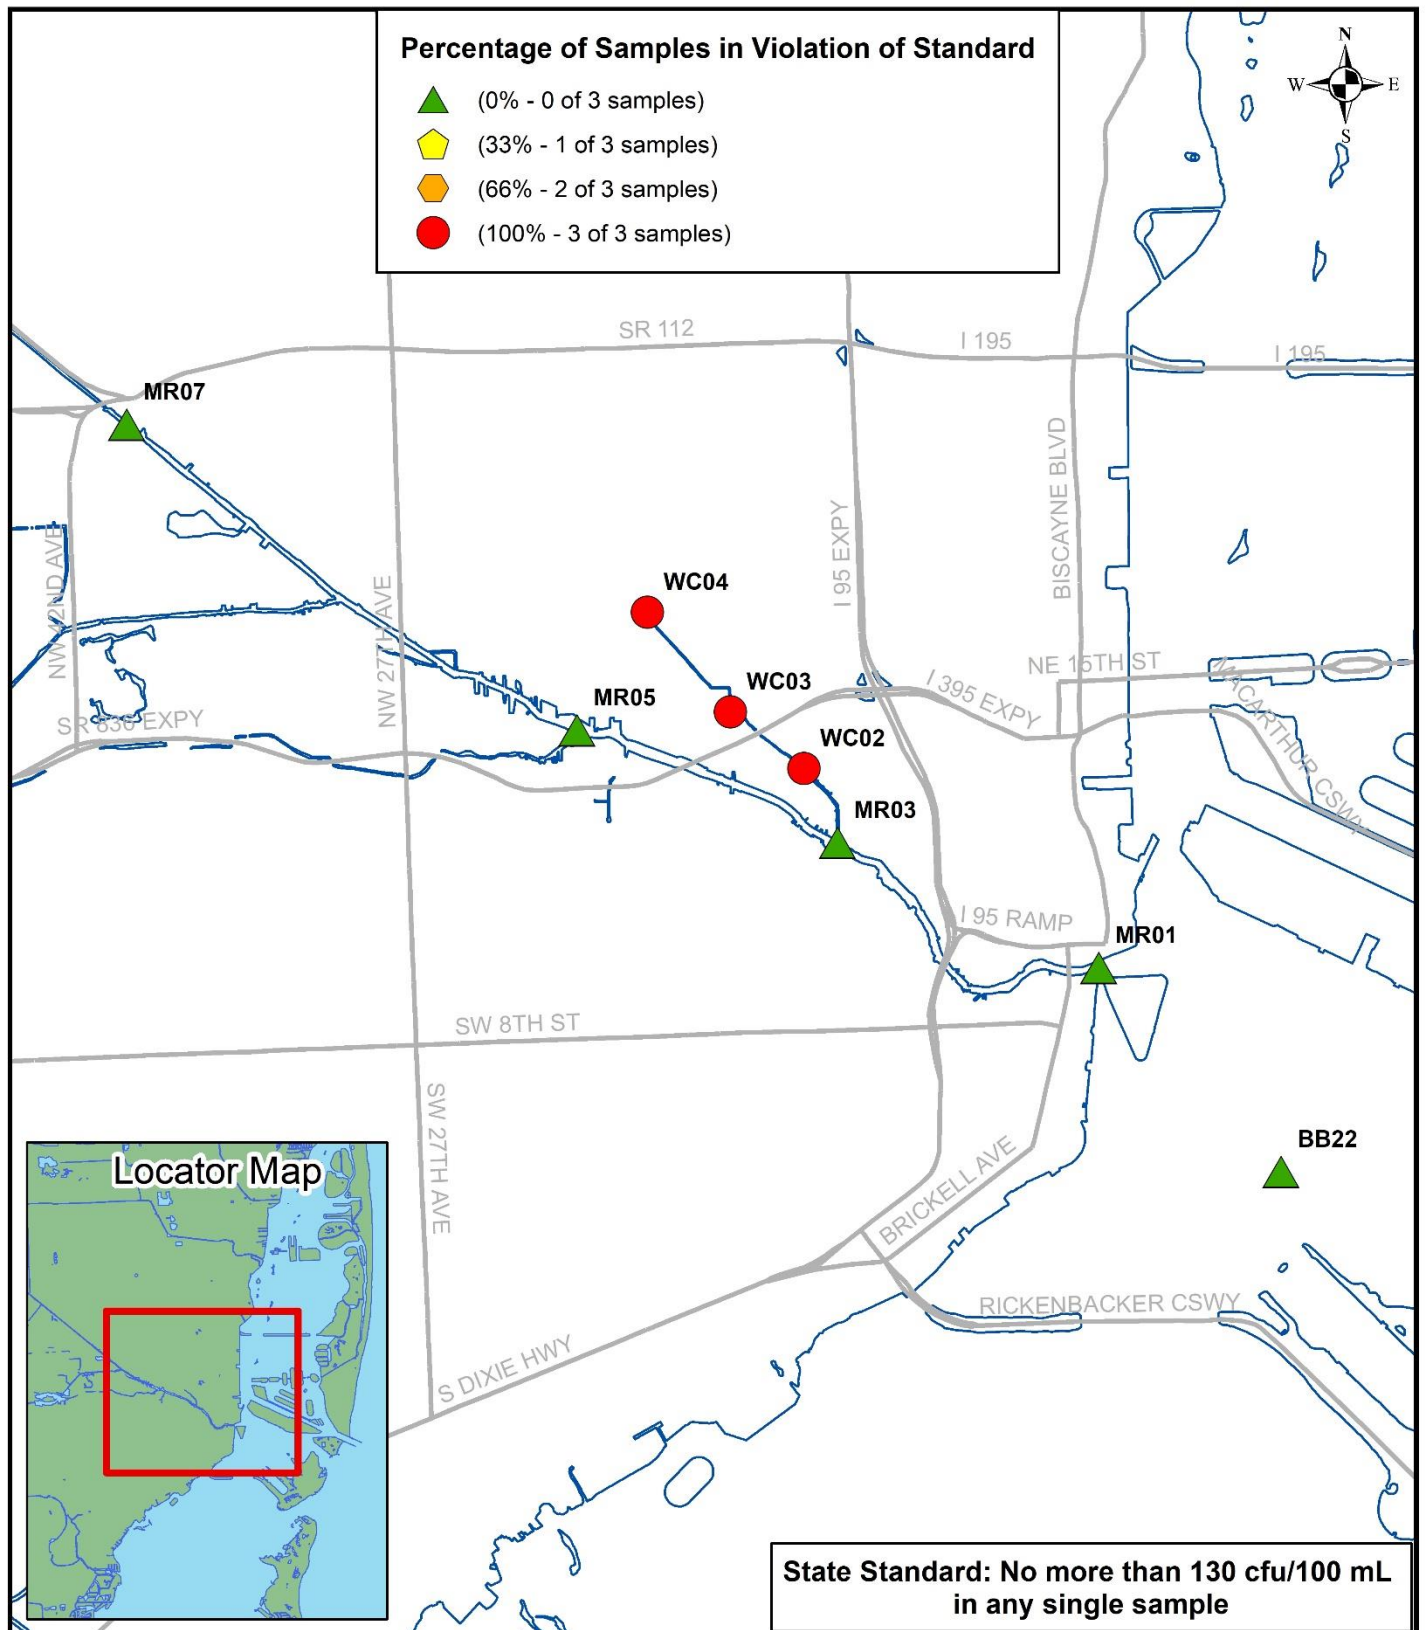 Percentage of Samples in Violation of Standard
(0% - 0 of 3 samples)
(33% - 1 of 3 samples)
(66% - 2 of 3 samples)
(100% - 3 of 3 samples)
N
W
E
S
SR 112
I 195
I 195
MR07
BISCAYNE BLVD
I 95 EXPY
NW 42ND AVE
NW 27TH AVE
WC04
WC03
NE 15TH ST
MACARTHUR CSWY
I 395 EXPY
MR05
SR 836 EXPY
WC02
MR03
I 95 RAMP
MR01
SW 8TH ST
SW 27TH AVE
BB22
BRICKELL AVE
Locator Map
RICKENBACKER CSWY
S DIXIE HWY
State Standard: No more than 130 cfu/100 mL
in any single sample